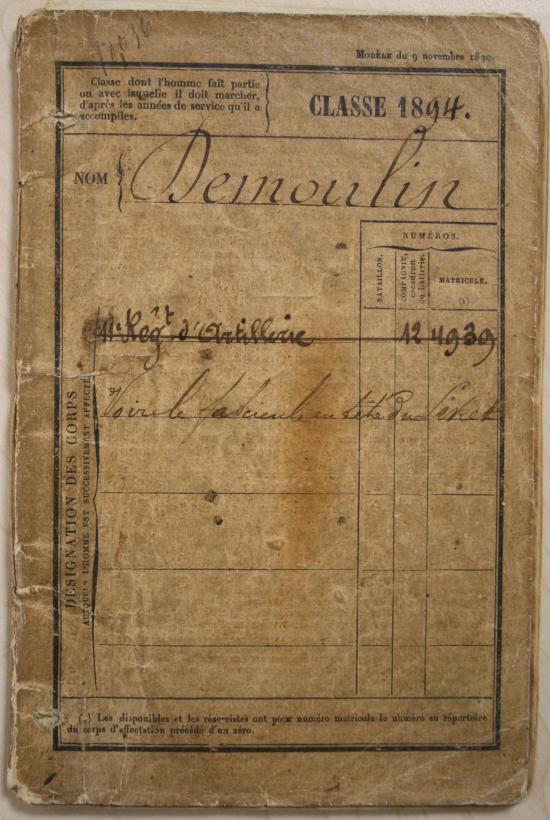 Modèle du 9 novembre 1890.
Classe dont l'homme fait partie
ou avec laquelle il doit marcher,
d'après les années de service qu'il a
accomplies.
CLASSE 1894.
NOM
Demoulin
NUMÉROS.
BATAILLON.
COMPAGNIE,
escadron
ou batterie.
MATRICULE.
(1)
11e Régt d'Artillerie 12 4939
Voir le fascicule en tête du Livret
DÉSIGNATION DES CORPS
AUXQUELS L'HOMME EST SUCCESSIVEMENT AFFECTÉ
(1) Les disponibles et les réservistes ont pour numéro matricule le numéro au répertoire
du corps d'affectation précédé d'un zéro.